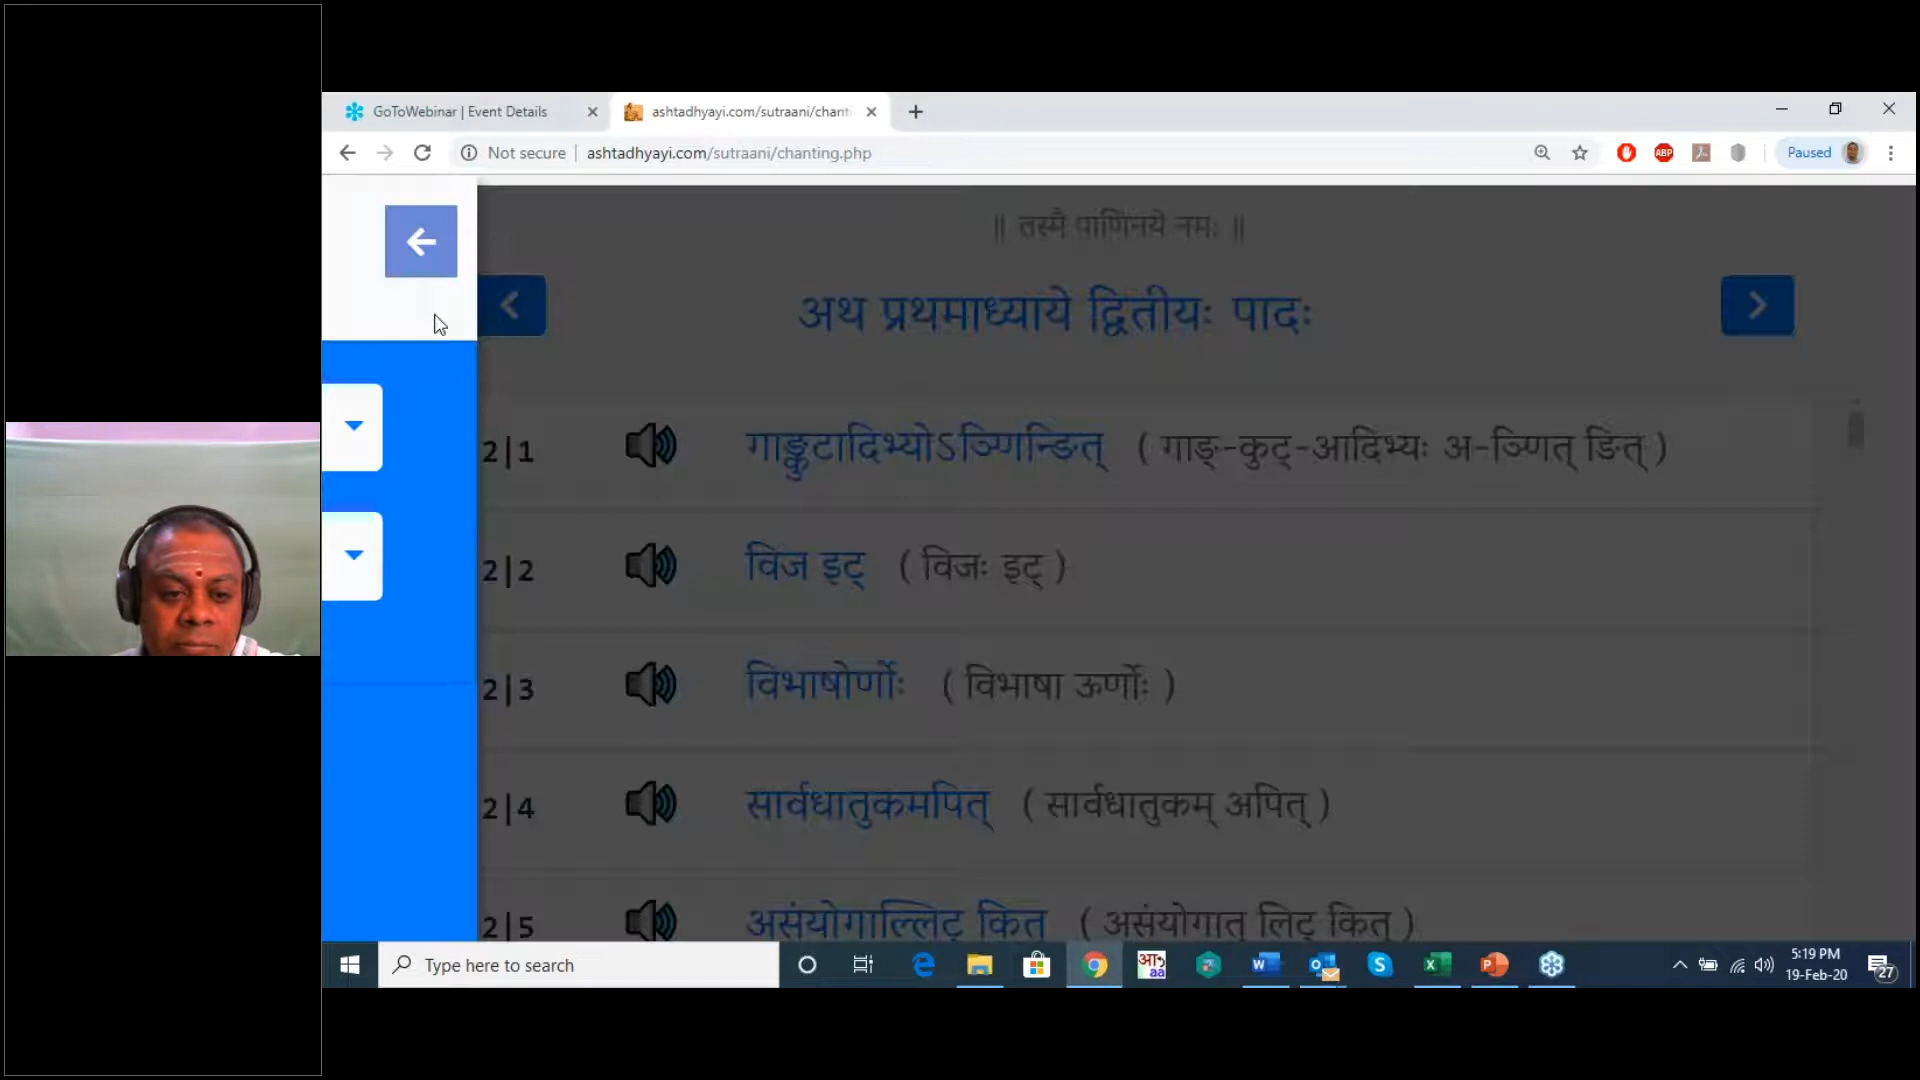 GoToWebinar | Event Details
ashtadhyayi.com/sutraani/chanti
Not secure
ashtadhyayi.com/sutraani/chanting.php
ABP
Paused
॥ तस्मै पाणिनये नमः ॥
अथ प्रथमाध्याये द्वितीयः पादः
2|1 गाङ्कुटादिभ्योऽञ्णिन्ङित् ( गाङ्-कुट्-आदिभ्यः अ-ञ्णित् ङित् )
2|2 विज इट् ( विजः इट् )
2|3 विभाषोर्णोः ( विभाषा ऊर्णोः )
2|4 सार्वधातुकमपित् ( सार्वधातुकम् अपित् )
2|5 असंयोगाल्लिट् कित् ( असंयोगात् लिट् कित् )
Type here to search
5:19 PM
19-Feb-20
27